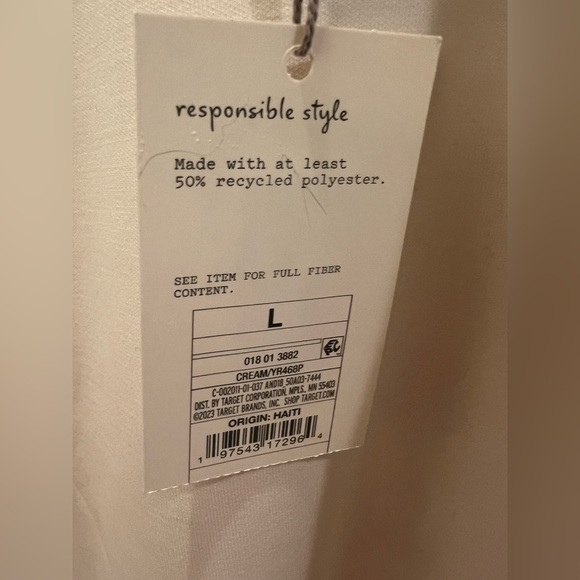 responsible style
Made with at least
50% recycled polyester.
SEE ITEM FOR FULL FIBER
CONTENT.
L
018 01 3882
CREAM/YR468P
C-002011-01-037 AN018_50A03-7444
DIST. BY TARGET CORPORATION, MPLS., MN 55403
©2023 TARGET BRANDS, INC. SHOP TARGET.COM
ORIGIN: HAITI
1 97543 17296 4